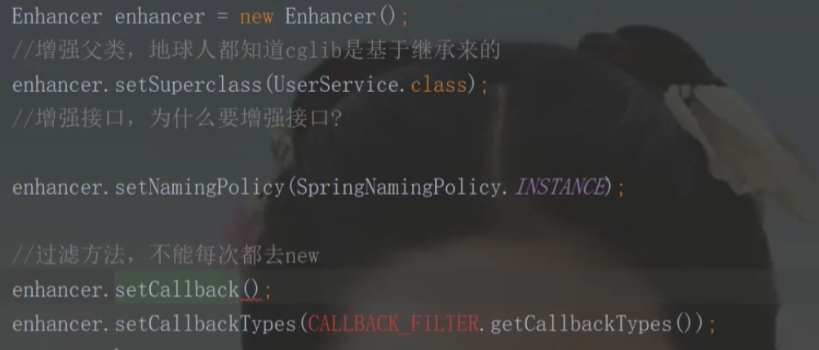 Enhancer enhancer = new Enhancer();
//增强父类，地球人都知道cglib是基于继承来的
enhancer.setSuperclass(UserService.class);
//增强接口，为什么要增强接口?
enhancer.setNamingPolicy(SpringNamingPolicy.INSTANCE);
//过滤方法，不能每次都去new
enhancer.setCallback();
enhancer.setCallbackTypes(CALLBACK_FILTER.getCallbackTypes());